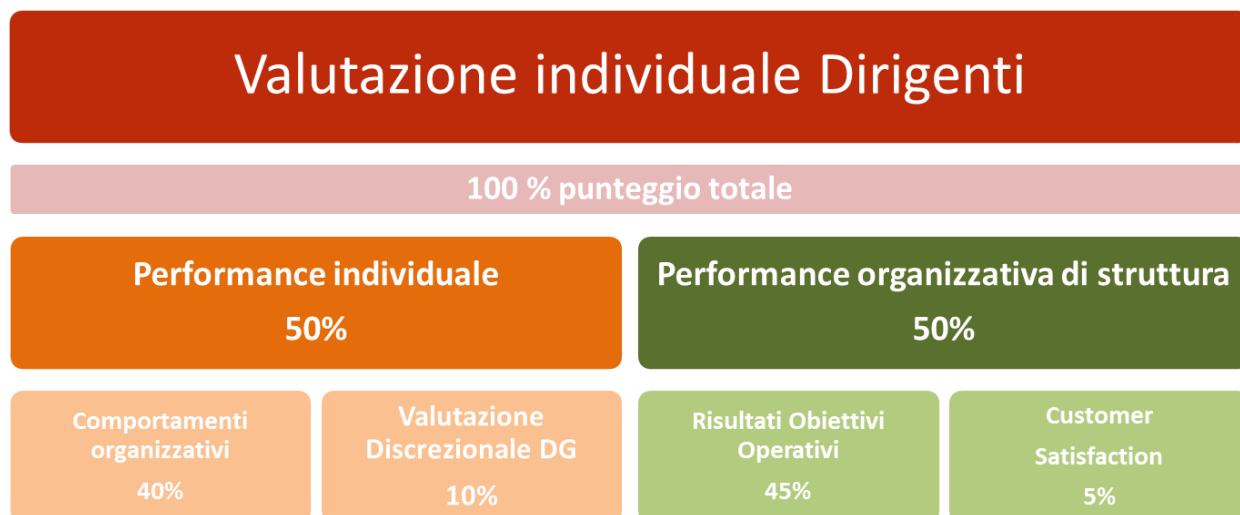 Valutazione individuale Dirigenti
100 % punteggio totale
Performance individuale
50%
Performance organizzativa di struttura
50%
Comportamenti
organizzativi
40%
Valutazione
Discrezionale DG
10%
Risultati Obiettivi
Operativi
45%
Customer
Satisfaction
5%